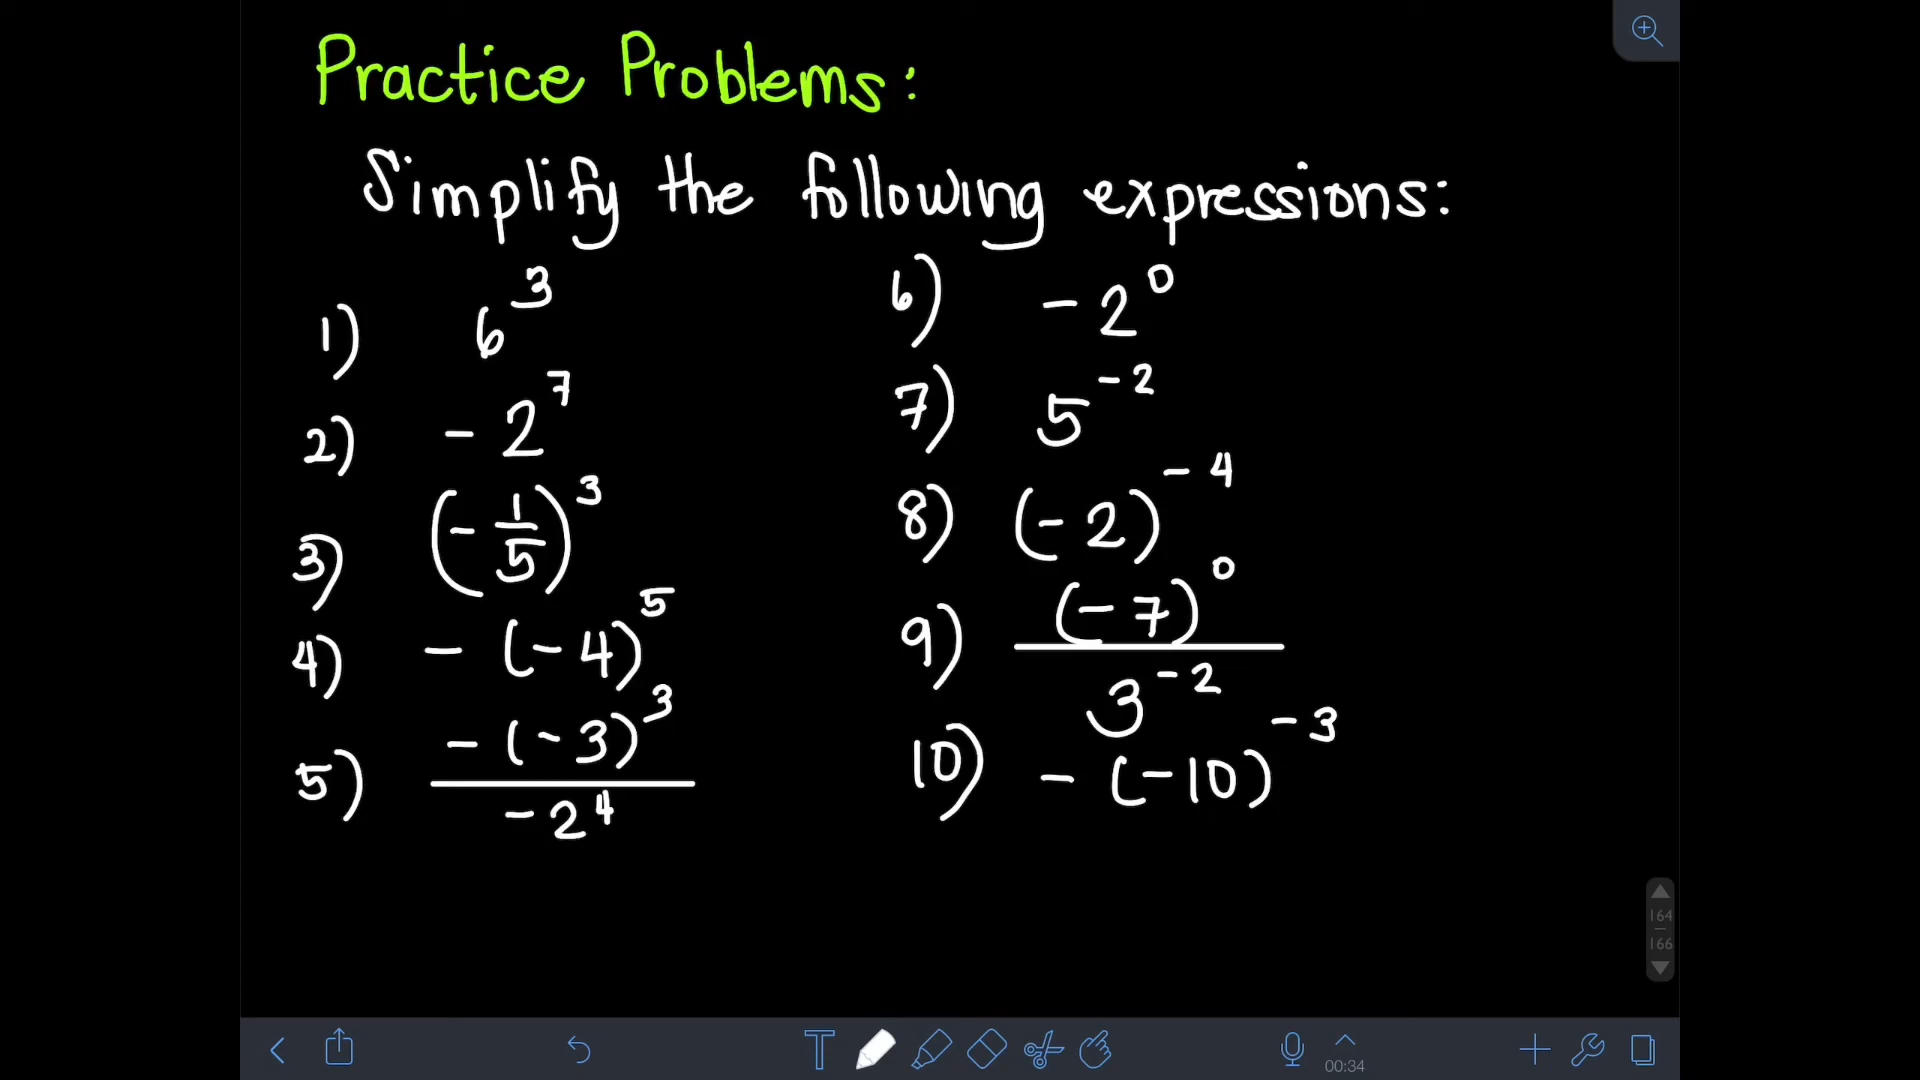 Practice Problems:
Simplify the following expressions:
1) 6^3
2) -2^7
3) (-1/5)^3
4) -(-4)^5
5) -(-3)^3 / -2^4
6) -2^0
7) 5^-2
8) (-2)^-4
9) (-7)^0 / 3^-2
10) -(-10)^-3
164
166
T
00:34